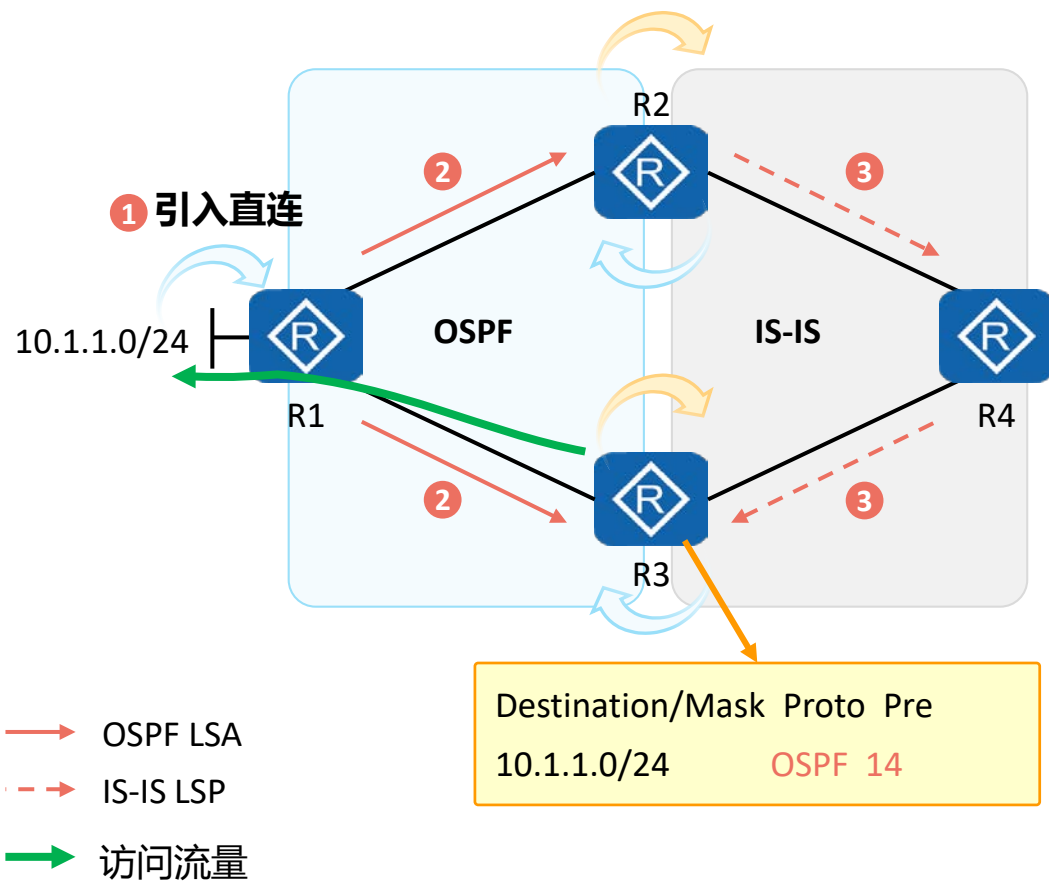 R2
2
3
1 引入直连
10.1.1.0/24
R
R
R
OSPF
IS-IS
R1
R4
2
R
3
R3
Destination/Mask Proto Pre
10.1.1.0/24 OSPF 14
OSPF LSA
IS-IS LSP
访问流量